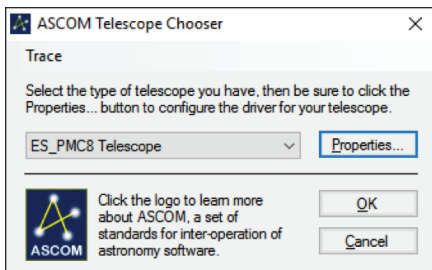 ASCOM Telescope Chooser
Trace
Select the type of telescope you have, then be sure to click the
Properties... button to configure the driver for your telescope.
ES_PMC8 Telescope
Properties...
Click the logo to learn more
about ASCOM, a set of
standards for inter-operation of
astronomy software.
ASCOM
OK
Cancel